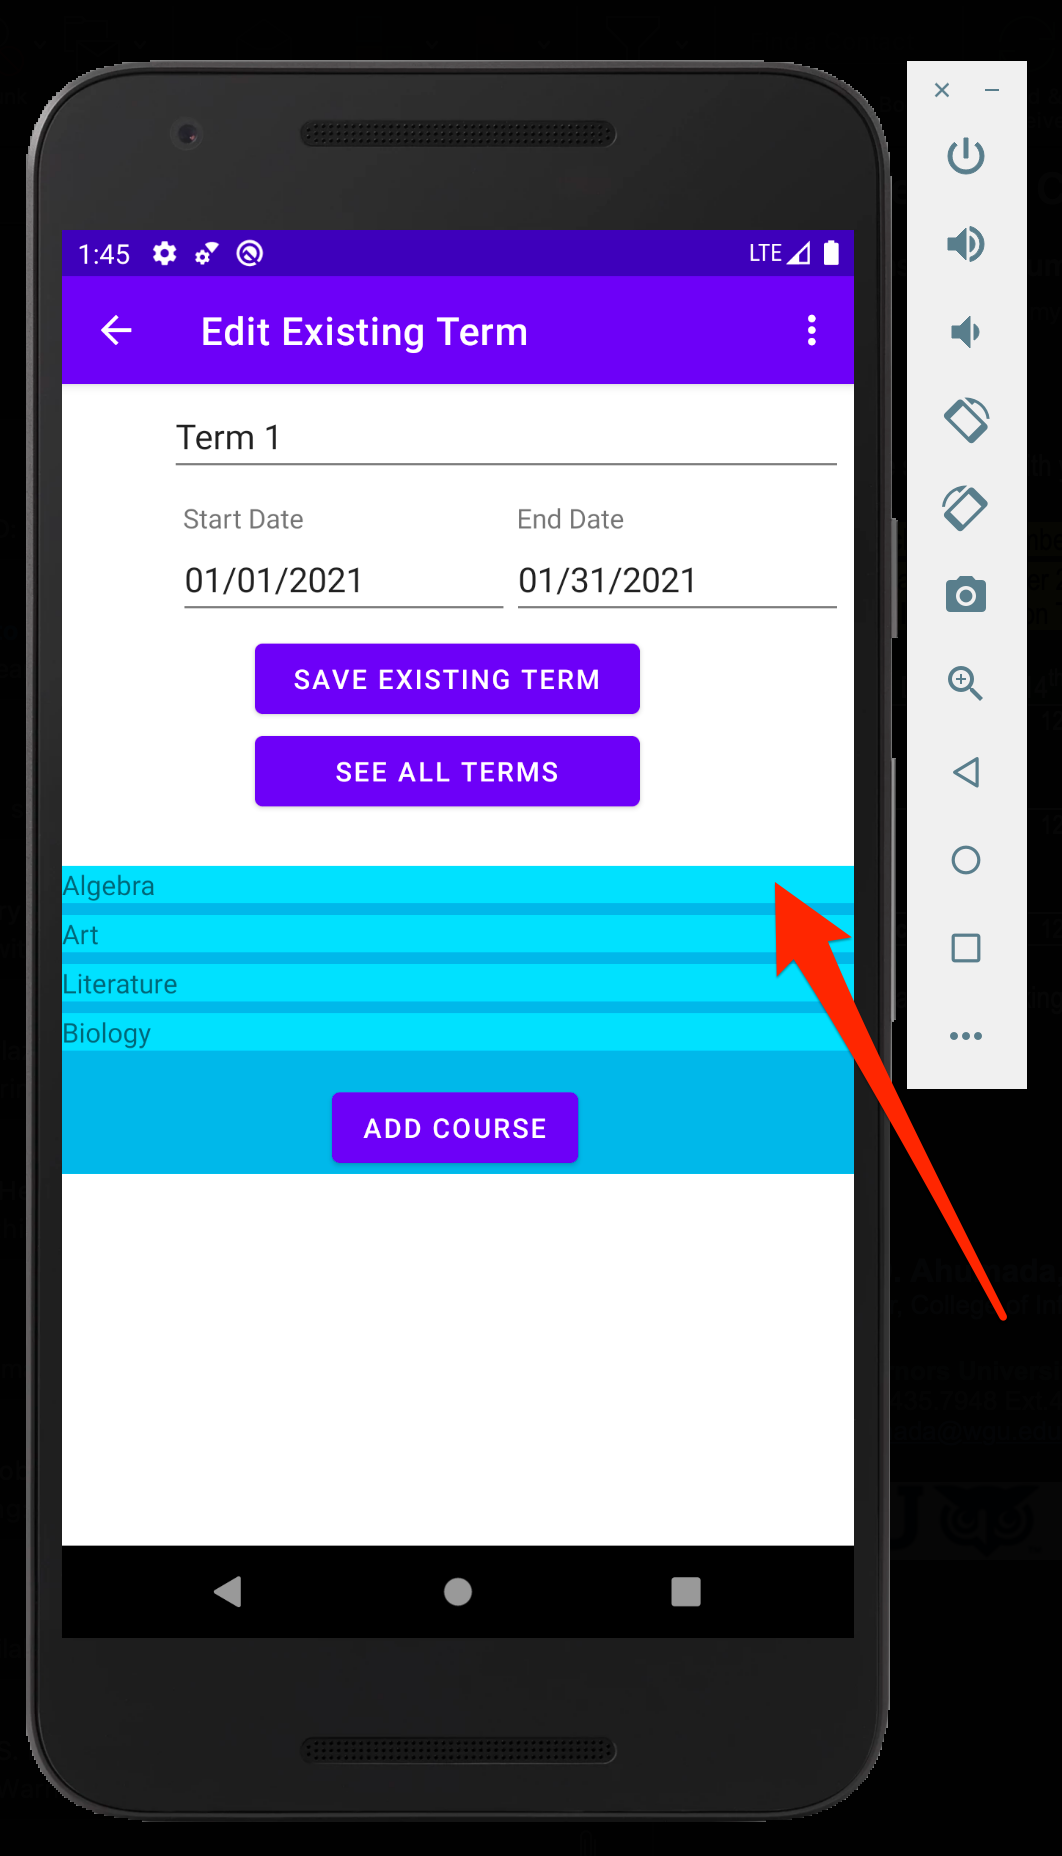 1:45 LTE
Edit Existing Term
Term 1
Start Date End Date
01/01/2021 01/31/2021
SAVE EXISTING TERM
SEE ALL TERMS
Algebra
Art
Literature
Biology
ADD COURSE